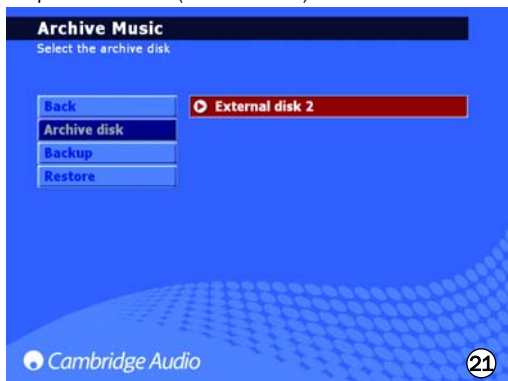 Archive Music
Select the archive disk
Back
External disk 2
Archive disk
Backup
Restore
Cambridge Audio
21